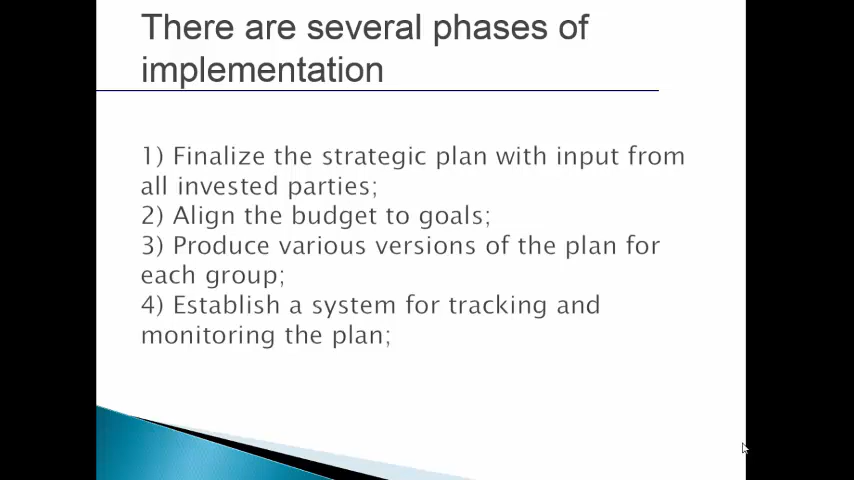 There are several phases of
implementation
1) Finalize the strategic plan with input from
all invested parties;
2) Align the budget to goals;
3) Produce various versions of the plan for
each group;
4) Establish a system for tracking and
monitoring the plan;